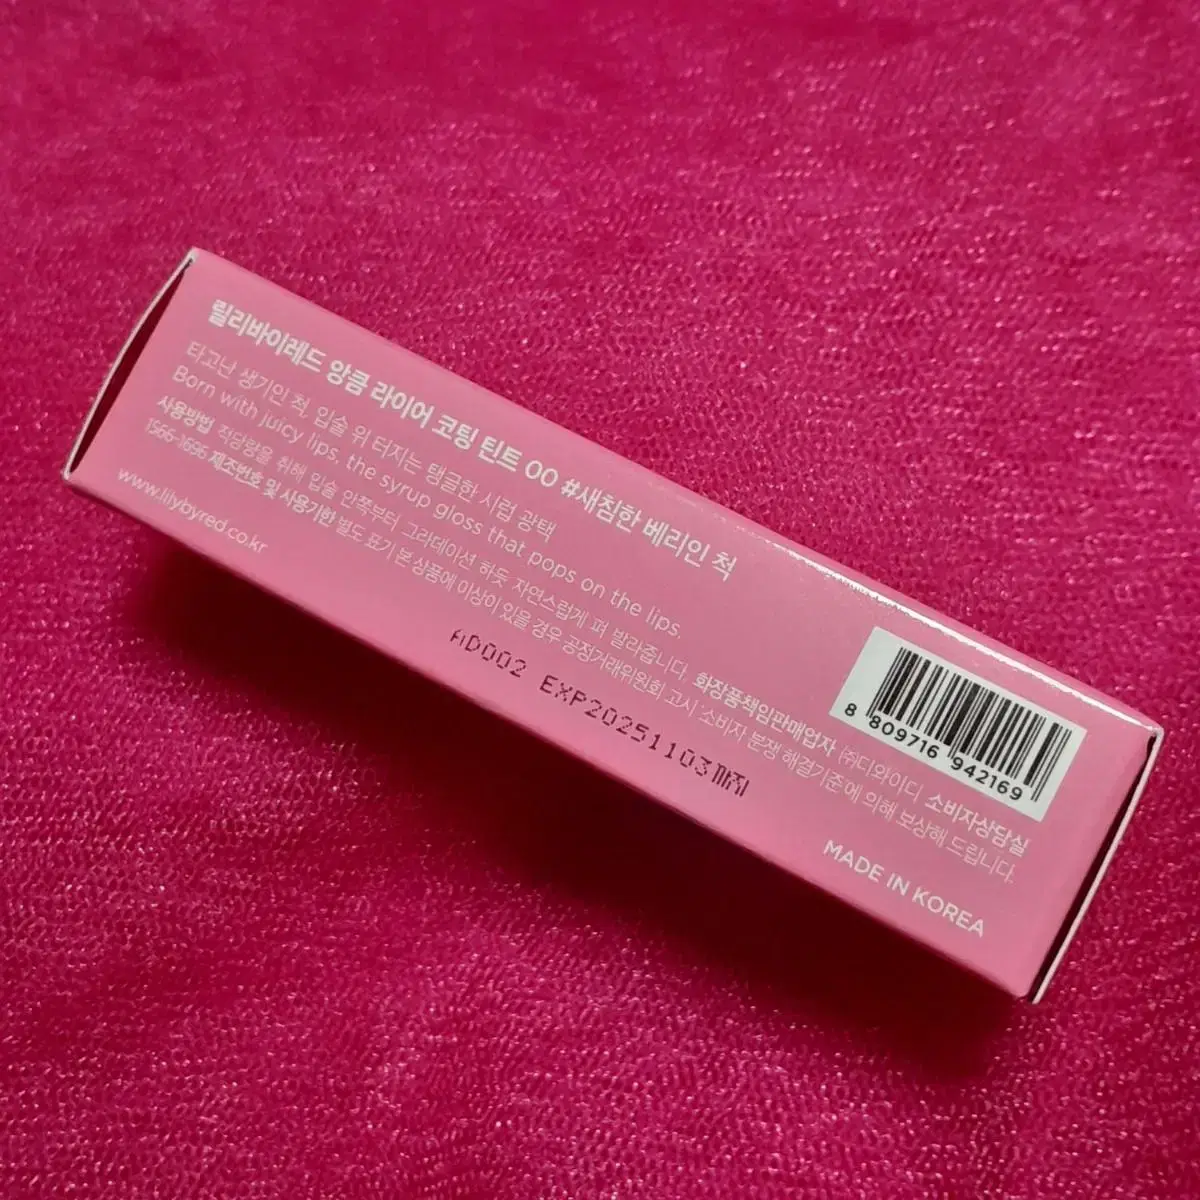 릴리바이레드 앙큼 라이어 코팅 틴트 00 #새침한 베리인 척
타고난 생기인 척, 입술 위 터지는 탱글한 시럽 광택
Born with juicy lips, the syrup gloss that pops on the lips.
사용방법 적당량을 취해 입술 안쪽부터 그라데이션 하듯 자연스럽게 펴 발라줍니다. 화장품책임판매업자 ㈜디와이디 소비자상담실
1566-1696 제조번호 및 사용기한 별도 표기 본 상품에 이상이 있을 경우 공정거래위원회 고시 소비자 분쟁 해결기준에 의해 보상해 드립니다.
www.lilybyred.co.kr
AD002 EXP20251103까지
8 809716 942169
MADE IN KOREA